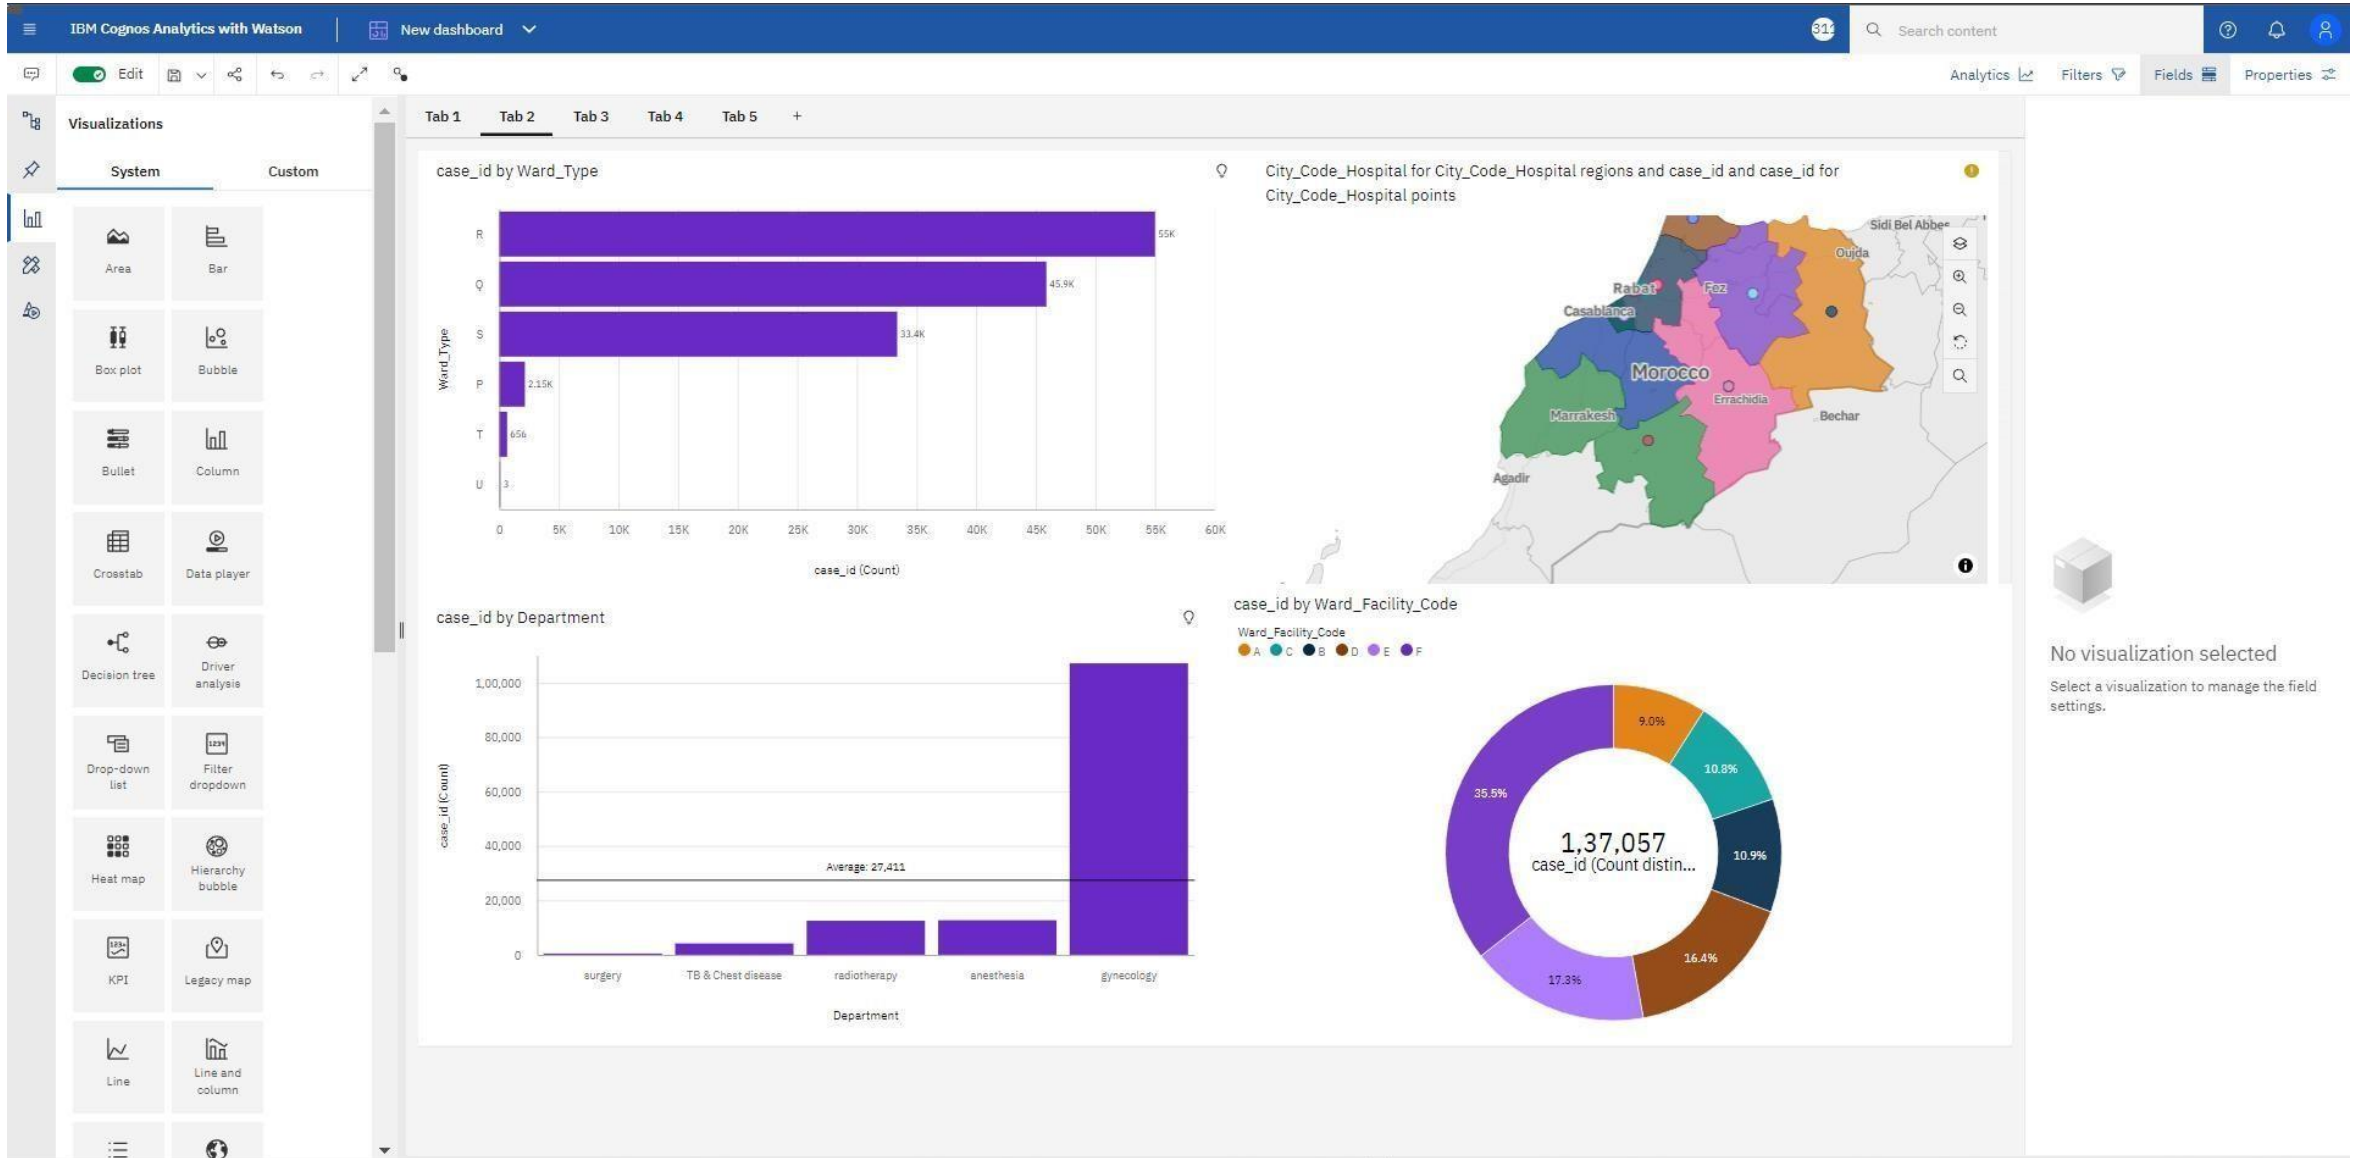 IBM Cognos Analytics with Watson
New dashboard
311
Search content
Edit
Analytics
Filters
Fields
Properties
Visualizations
System
Custom
Area
Bar
Box plot
Bubble
Bullet
Column
Crosstab
Data player
Decision tree
Driver
analysis
Drop-down
list
Filter
dropdown
Heat map
Hierarchy
bubble
KPI
Legacy map
Line
Line and
column
Tab 1
Tab 2
Tab 3
Tab 4
Tab 5
+
case_id by Ward_Type
Ward_Type
R
55K
Q
45.9K
S
33.4K
P
2.15K
T
656
U
3
0
5K
10K
15K
20K
25K
30K
35K
40K
45K
50K
55K
60K
case_id (Count)
City_Code_Hospital for City_Code_Hospital regions and case_id and case_id for
City_Code_Hospital points
Sidi Bel Abbes
Oujda
Rabat
Fez
Casablanca
Morocco
Errachidia
Marrakesh
Bechar
Agadir
case_id by Department
case_id (Count)
1,00,000
80,000
60,000
40,000
20,000
0
Average: 27,411
surgery
TB & Chest disease
radiotherapy
anesthesia
gynecology
Department
case_id by Ward_Facility_Code
Ward_Facility_Code
A C B D E F
9.0%
10.8%
10.9%
16.4%
17.3%
35.5%
1,37,057
case_id (Count distin...
No visualization selected
Select a visualization to manage the field
settings.